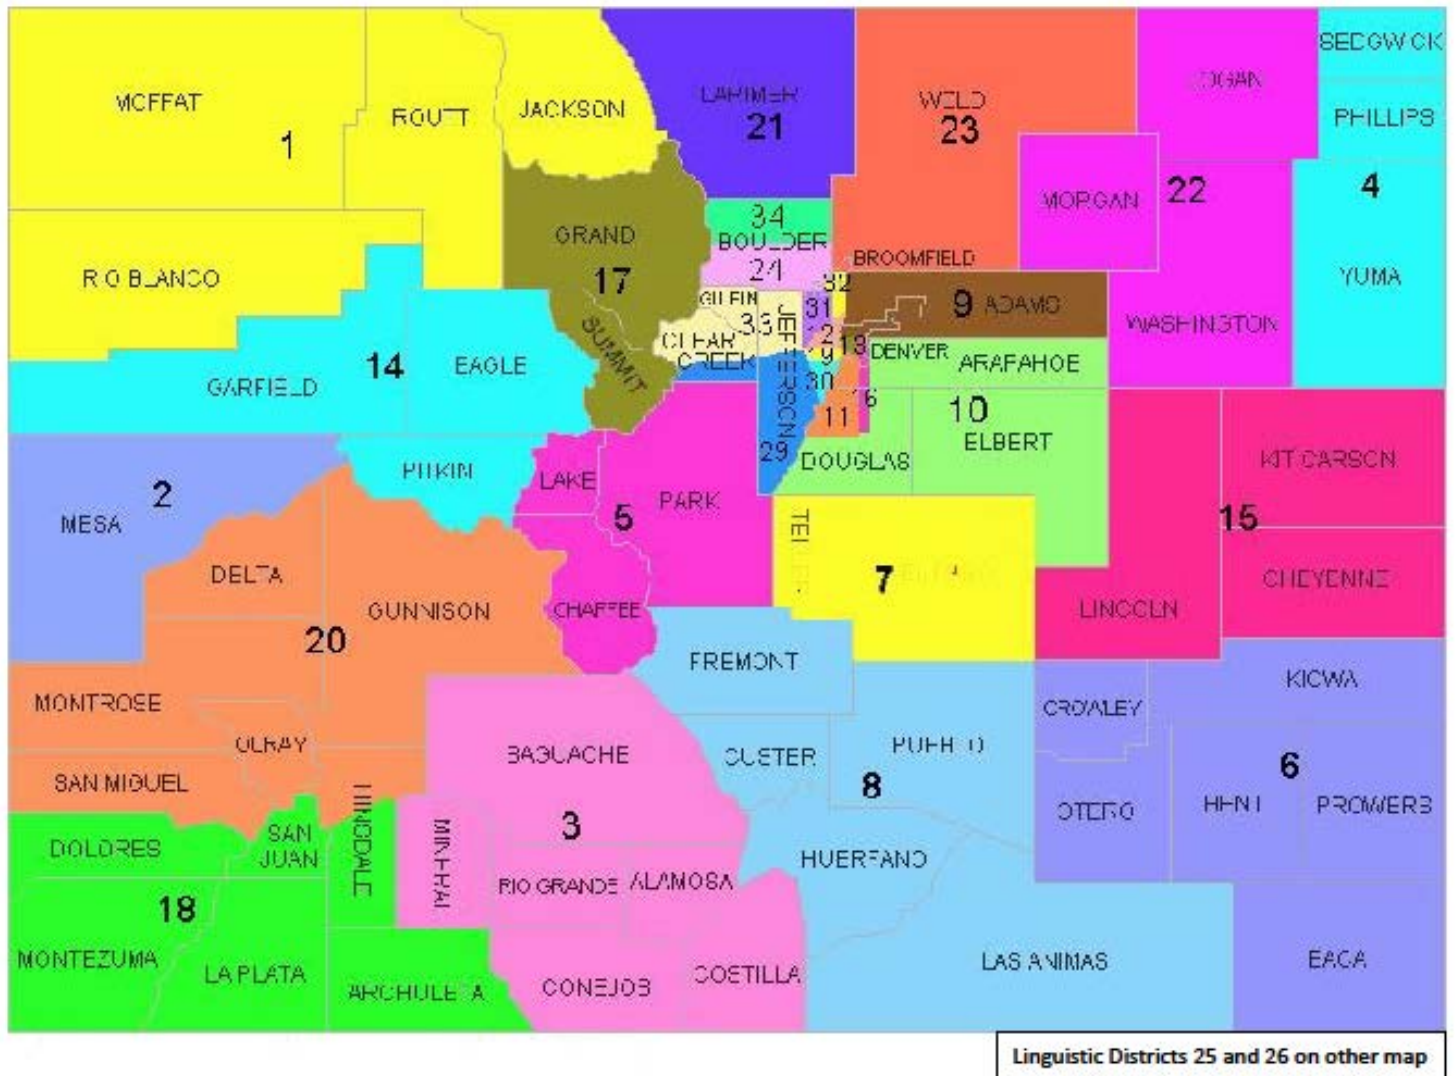 SEDGWICK
MOFFAT
ROUTT
JACKSON
LARIMER
21
WELD
23
LOGAN
PHILLIPS
1
MORGAN
22
4
YUMA
GRAND
17
34
BOULDER
24
BROOMFIELD
RIO BLANCO
32
GILPIN
31
9 ADAMS
WASHINGTON
SUMMIT
33
CLEAR
CREEK
JEFFERSON
DENVER
ARAPAHOE
GARFIELD
14
EAGLE
19
30
11
10
ELBERT
29
DOUGLAS
KIT CARSON
PITKIN
LAKE
2
MESA
5
PARK
15
DELTA
7
CHEYENNE
GUNNISON
CHAFFEE
LINCOLN
20
FREMONT
KIOWA
MONTROSE
CROWLEY
OURAY
SAGUACHE
CUSTER
PUEBLO
8
6
SAN MIGUEL
HINSDALE
OTERO
BENT
PROWERS
DOLORES
SAN
JUAN
MINERAL
3
HUERFANO
RIO GRANDE
ALAMOSA
18
MONTEZUMA
LA PLATA
ARCHULETA
CONEJOS
COSTILLA
LAS ANIMAS
BACA
Linguistic Districts 25 and 26 on other map